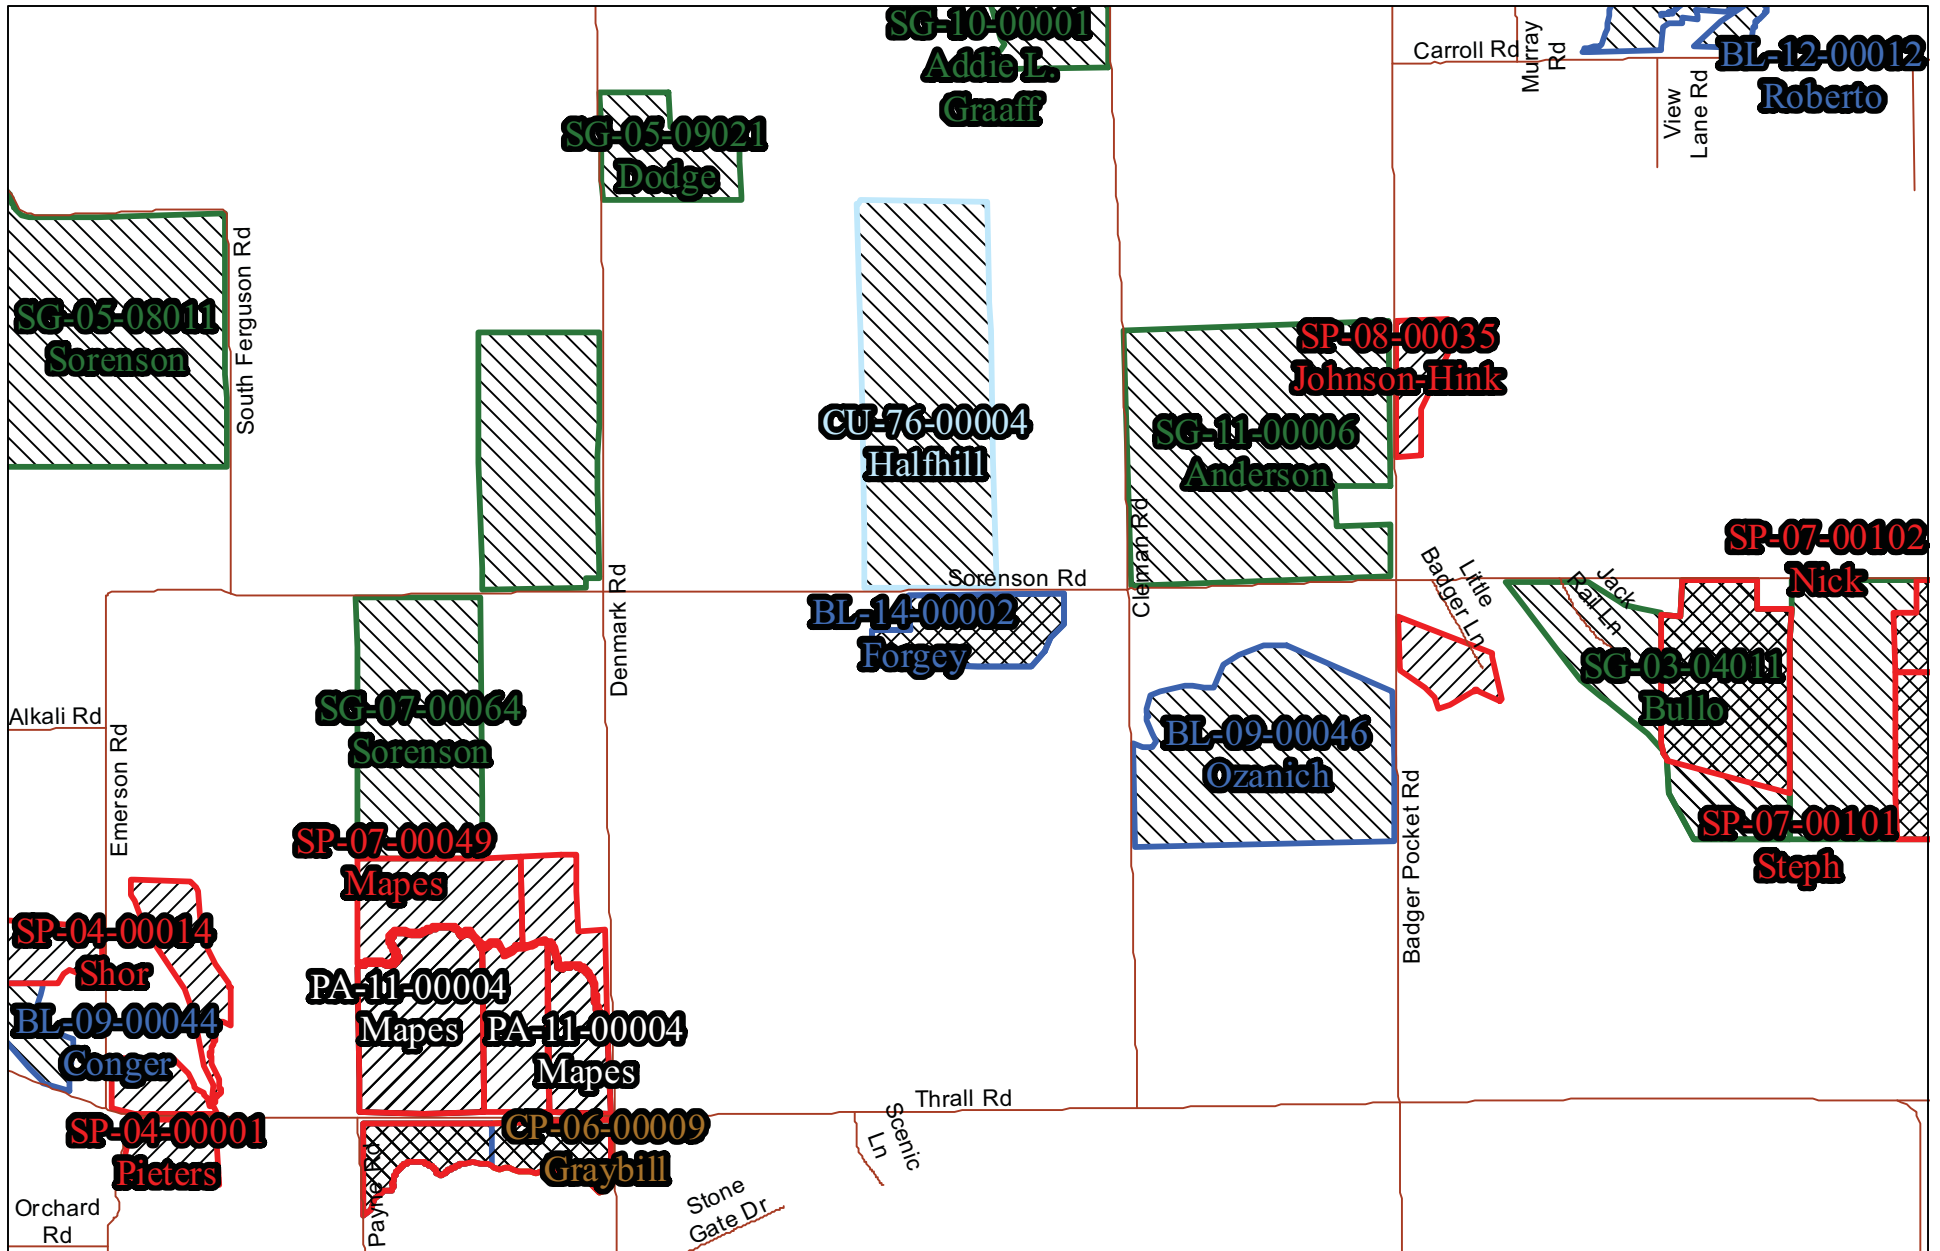 SG-10-00001
Addie L.
Graaff
Carroll Rd
Murray
Rd
BL-12-00012
Roberto
View
Lane Rd
SG-05-09021
Dodge
South Ferguson Rd
SG-05-08011
Sorenson
CU-76-00004
Halfhill
SP-08-00035
Johnson-Hink
SG-11-00006
Anderson
Cleman Rd
SP-07-00102
Nick
Sorenson Rd
Little
Badger Ln
Jack
Rail Ln
BL-14-00002
Forgey
Denmark Rd
SG-03-04011
Bullo
SG-07-00064
Sorenson
Alkali Rd
Emerson Rd
BL-09-00046
Ozanich
Badger Pocket Rd
SP-07-00101
Steph
SP-07-00049
Mapes
SP-04-00014
Shor
BL-09-00044
Conger
PA-11-00004
Mapes
PA-11-00004
Mapes
Thrall Rd
SP-04-00001
Pieters
CP-06-00009
Graybill
Scenic
Ln
Payne Rd
Stone
Gate Dr
Orchard
Rd